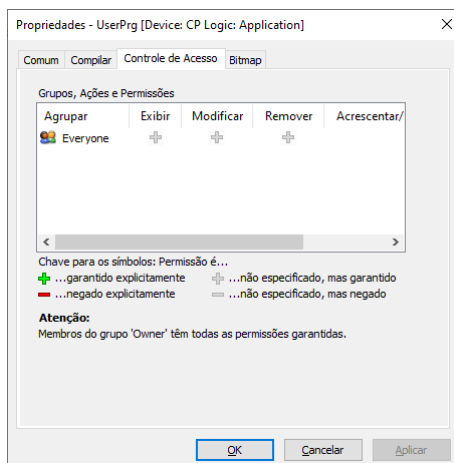 Propriedades - UserPrg [Device: CP Logic: Application]
Comum Compilar Controle de Acesso Bitmap
Grupos, Ações e Permissões
Agrupar Exibir Modificar Remover Acrescentar/
Everyone
Chave para os símbolos: Permissão é...
...garantido explicitamente ...não especificado, mas garantido
...negado explicitamente ...não especificado, mas negado
Atenção:
Membros do grupo 'Owner' têm todas as permissões garantidas.
OK Cancelar Aplicar